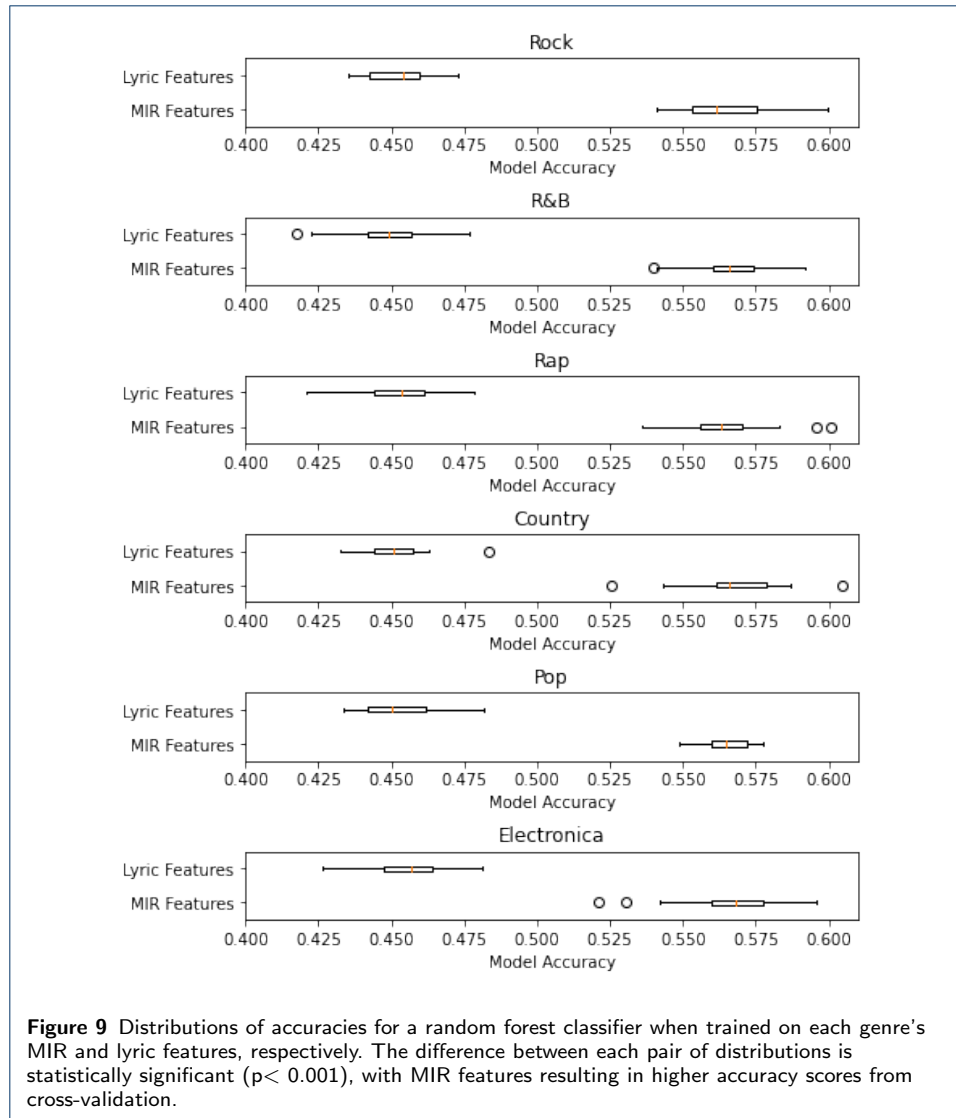 Rock
Lyric Features
MIR Features
0.400 0.425 0.450 0.475 0.500 0.525 0.550 0.575 0.600
Model Accuracy
R&B
Lyric Features
MIR Features
0.400 0.425 0.450 0.475 0.500 0.525 0.550 0.575 0.600
Model Accuracy
Rap
Lyric Features
MIR Features
0.400 0.425 0.450 0.475 0.500 0.525 0.550 0.575 0.600
Model Accuracy
Country
Lyric Features
MIR Features
0.400 0.425 0.450 0.475 0.500 0.525 0.550 0.575 0.600
Model Accuracy
Pop
Lyric Features
MIR Features
0.400 0.425 0.450 0.475 0.500 0.525 0.550 0.575 0.600
Model Accuracy
Electronica
Lyric Features
MIR Features
0.400 0.425 0.450 0.475 0.500 0.525 0.550 0.575 0.600
Model Accuracy
Figure 9 Distributions of accuracies for a random forest classifier when trained on each genre's
MIR and lyric features, respectively. The difference between each pair of distributions is
statistically significant (p< 0.001), with MIR features resulting in higher accuracy scores from
cross-validation.